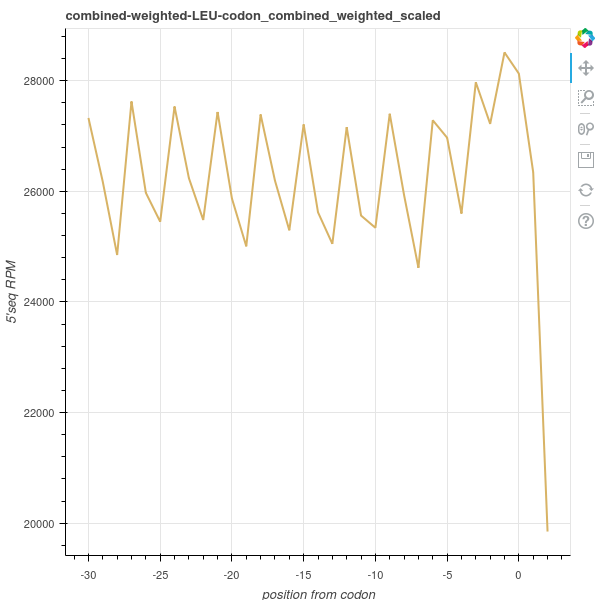 combined-weighted-LEU-codon_combined_weighted_scaled
28000
26000
24000
22000
20000
5'seq RPM
-30 -25 -20 -15 -10 -5 0
position from codon